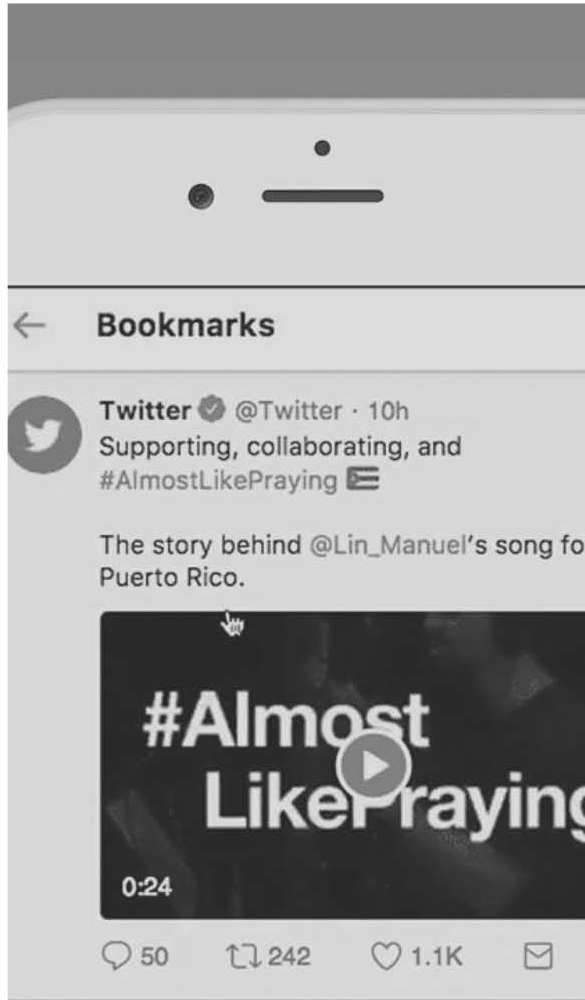 Bookmarks
Twitter @Twitter · 10h
Supporting, collaborating, and
#AlmostLikePraying
The story behind @Lin_Manuel's song fo
Puerto Rico.
#Almost
LikePraying
0:24
50 242 1.1K